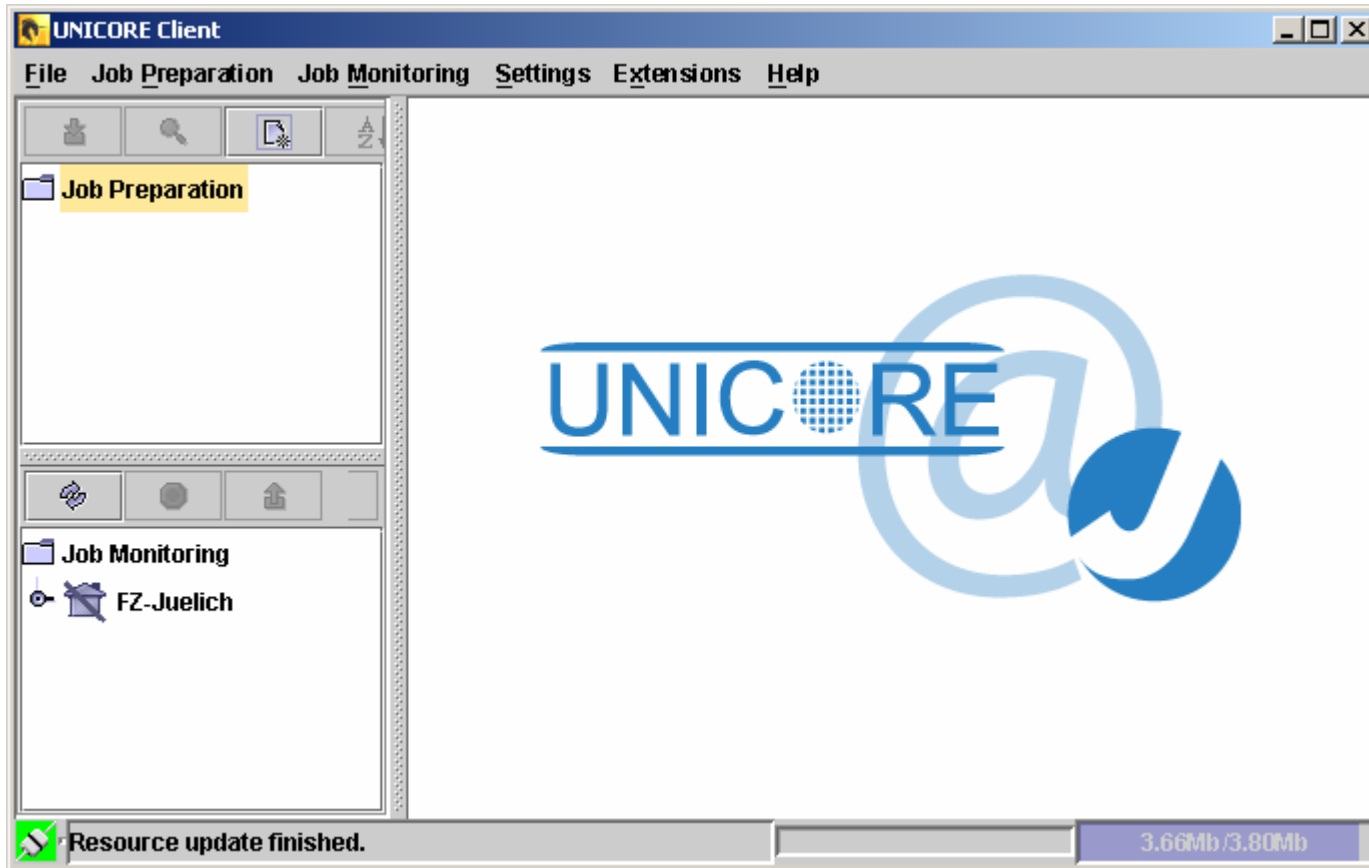 UNICORE Client
File Job Preparation Job Monitoring Settings Extensions Help
A
Z
Job Preparation
UNICORE
@
Job Monitoring
FZ-Juelich
Resource update finished.
3.66Mb/3.80Mb